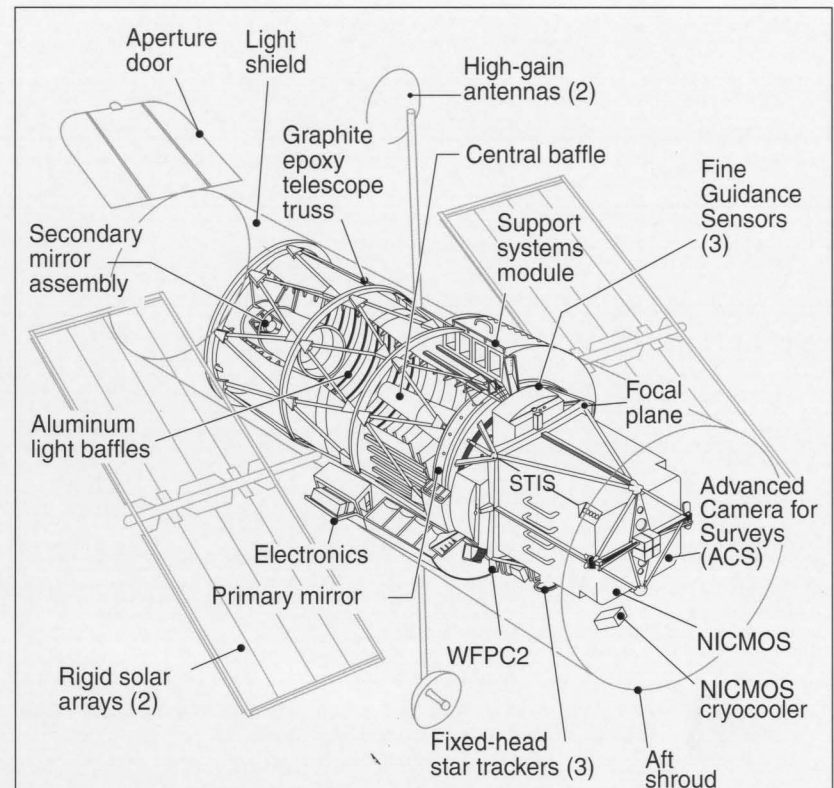 Aperture
door
Light
shield
High-gain
antennas (2)
Graphite
epoxy
telescope
truss
Central baffle
Fine
Guidance
Sensors
(3)
Support
systems
module
Secondary
mirror
assembly
Focal
plane
Aluminum
light baffles
STIS
Advanced
Camera for
Surveys
(ACS)
Electronics
Primary mirror
WFPC2
NICMOS
Rigid solar
arrays (2)
NICMOS
cryocooler
Fixed-head
star trackers (3)
Aft
shroud